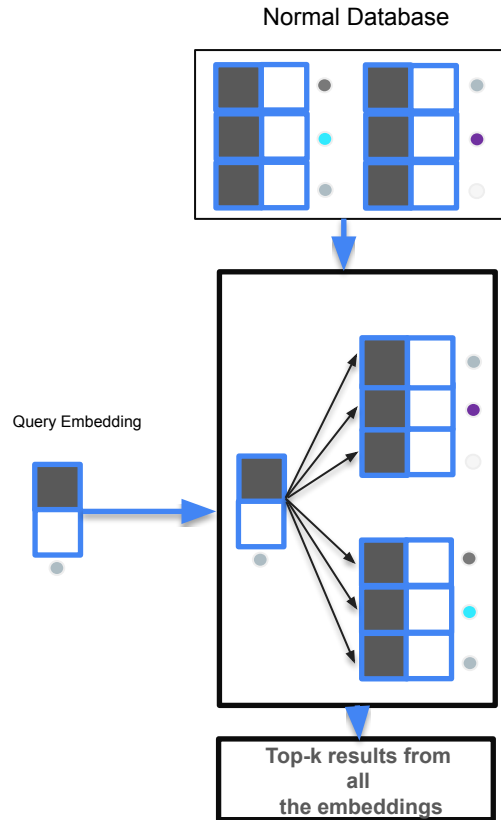 Normal Database
Query Embedding
Top-k results from
all
the embeddings